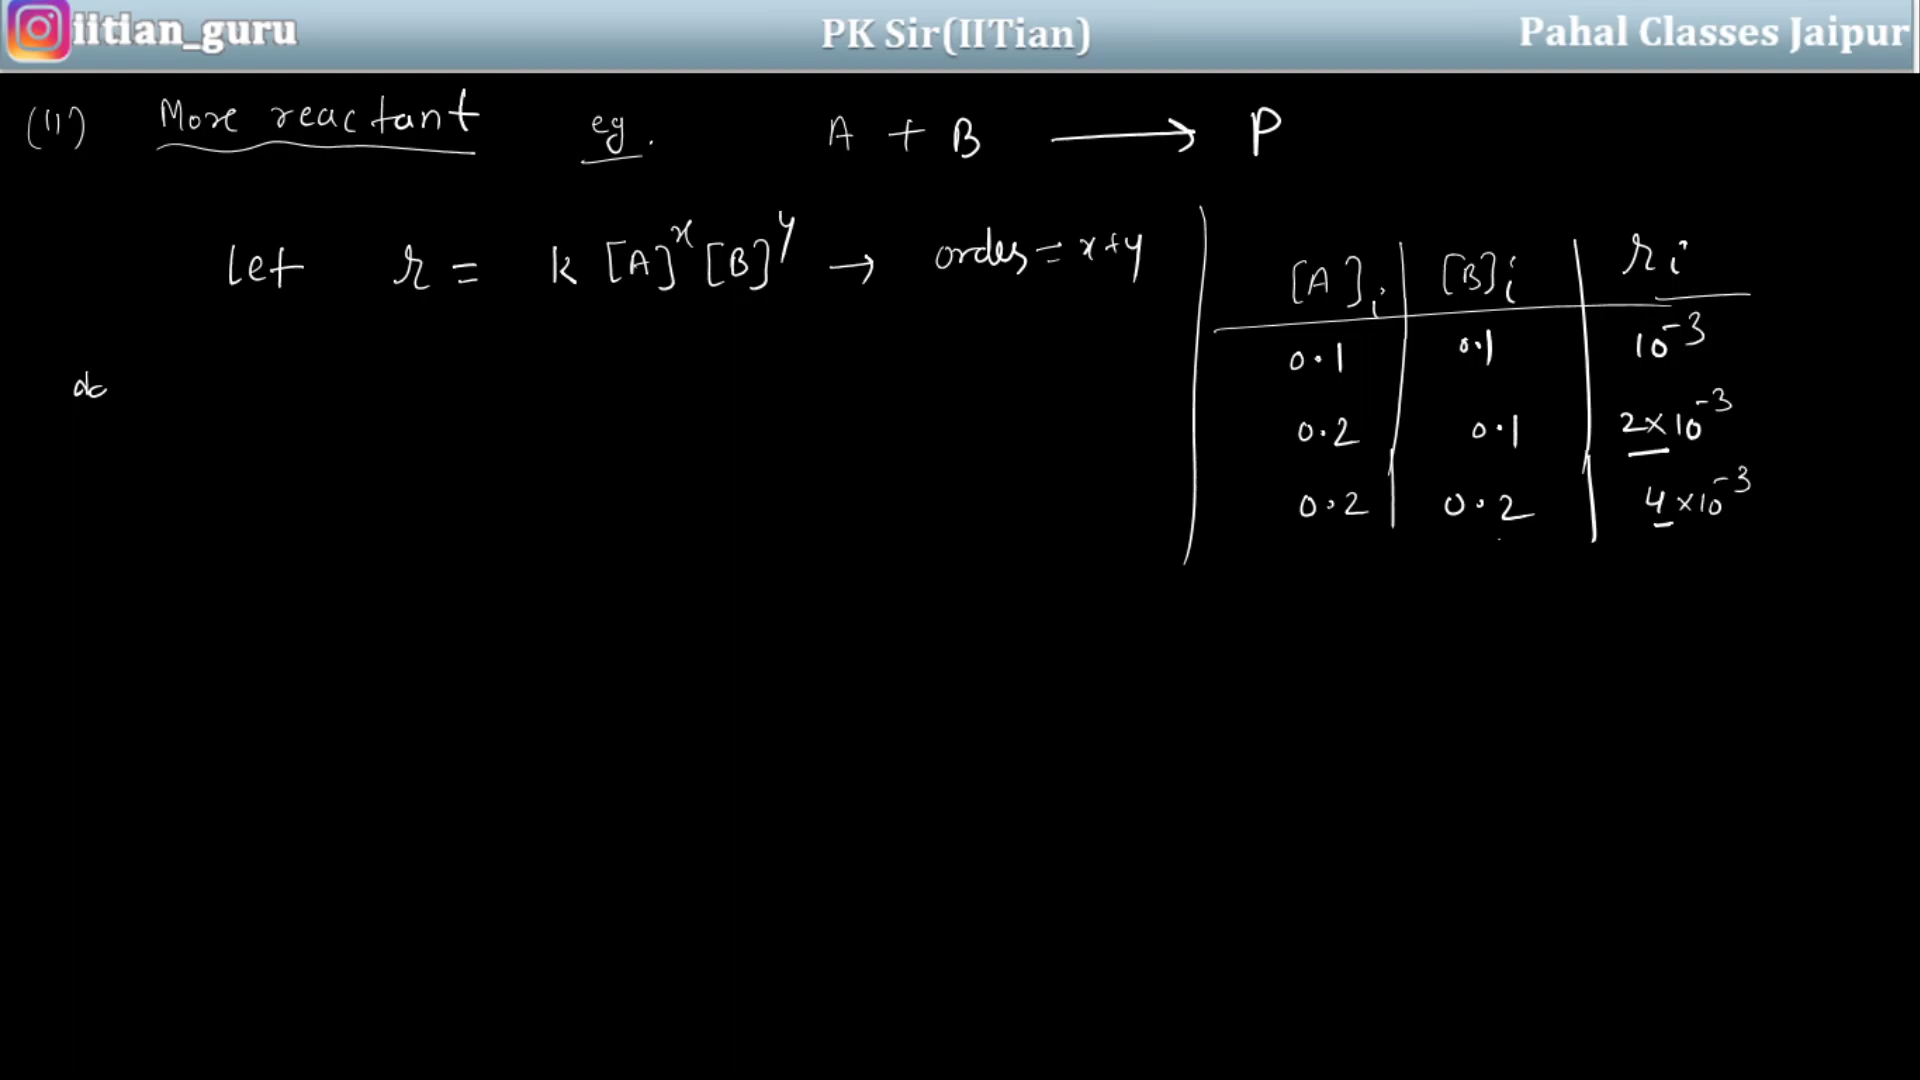 iitian_guru PK Sir(IITian) Pahal Classes Jaipur
(11) More reactant eg. A + B ⟶ P
Let r = k [A]^x [B]^y → order = x+y
[A]i [B]i ri
0.1 0.1 10^-3
0.2 0.1 2×10^-3
0.2 0.2 4×10^-3